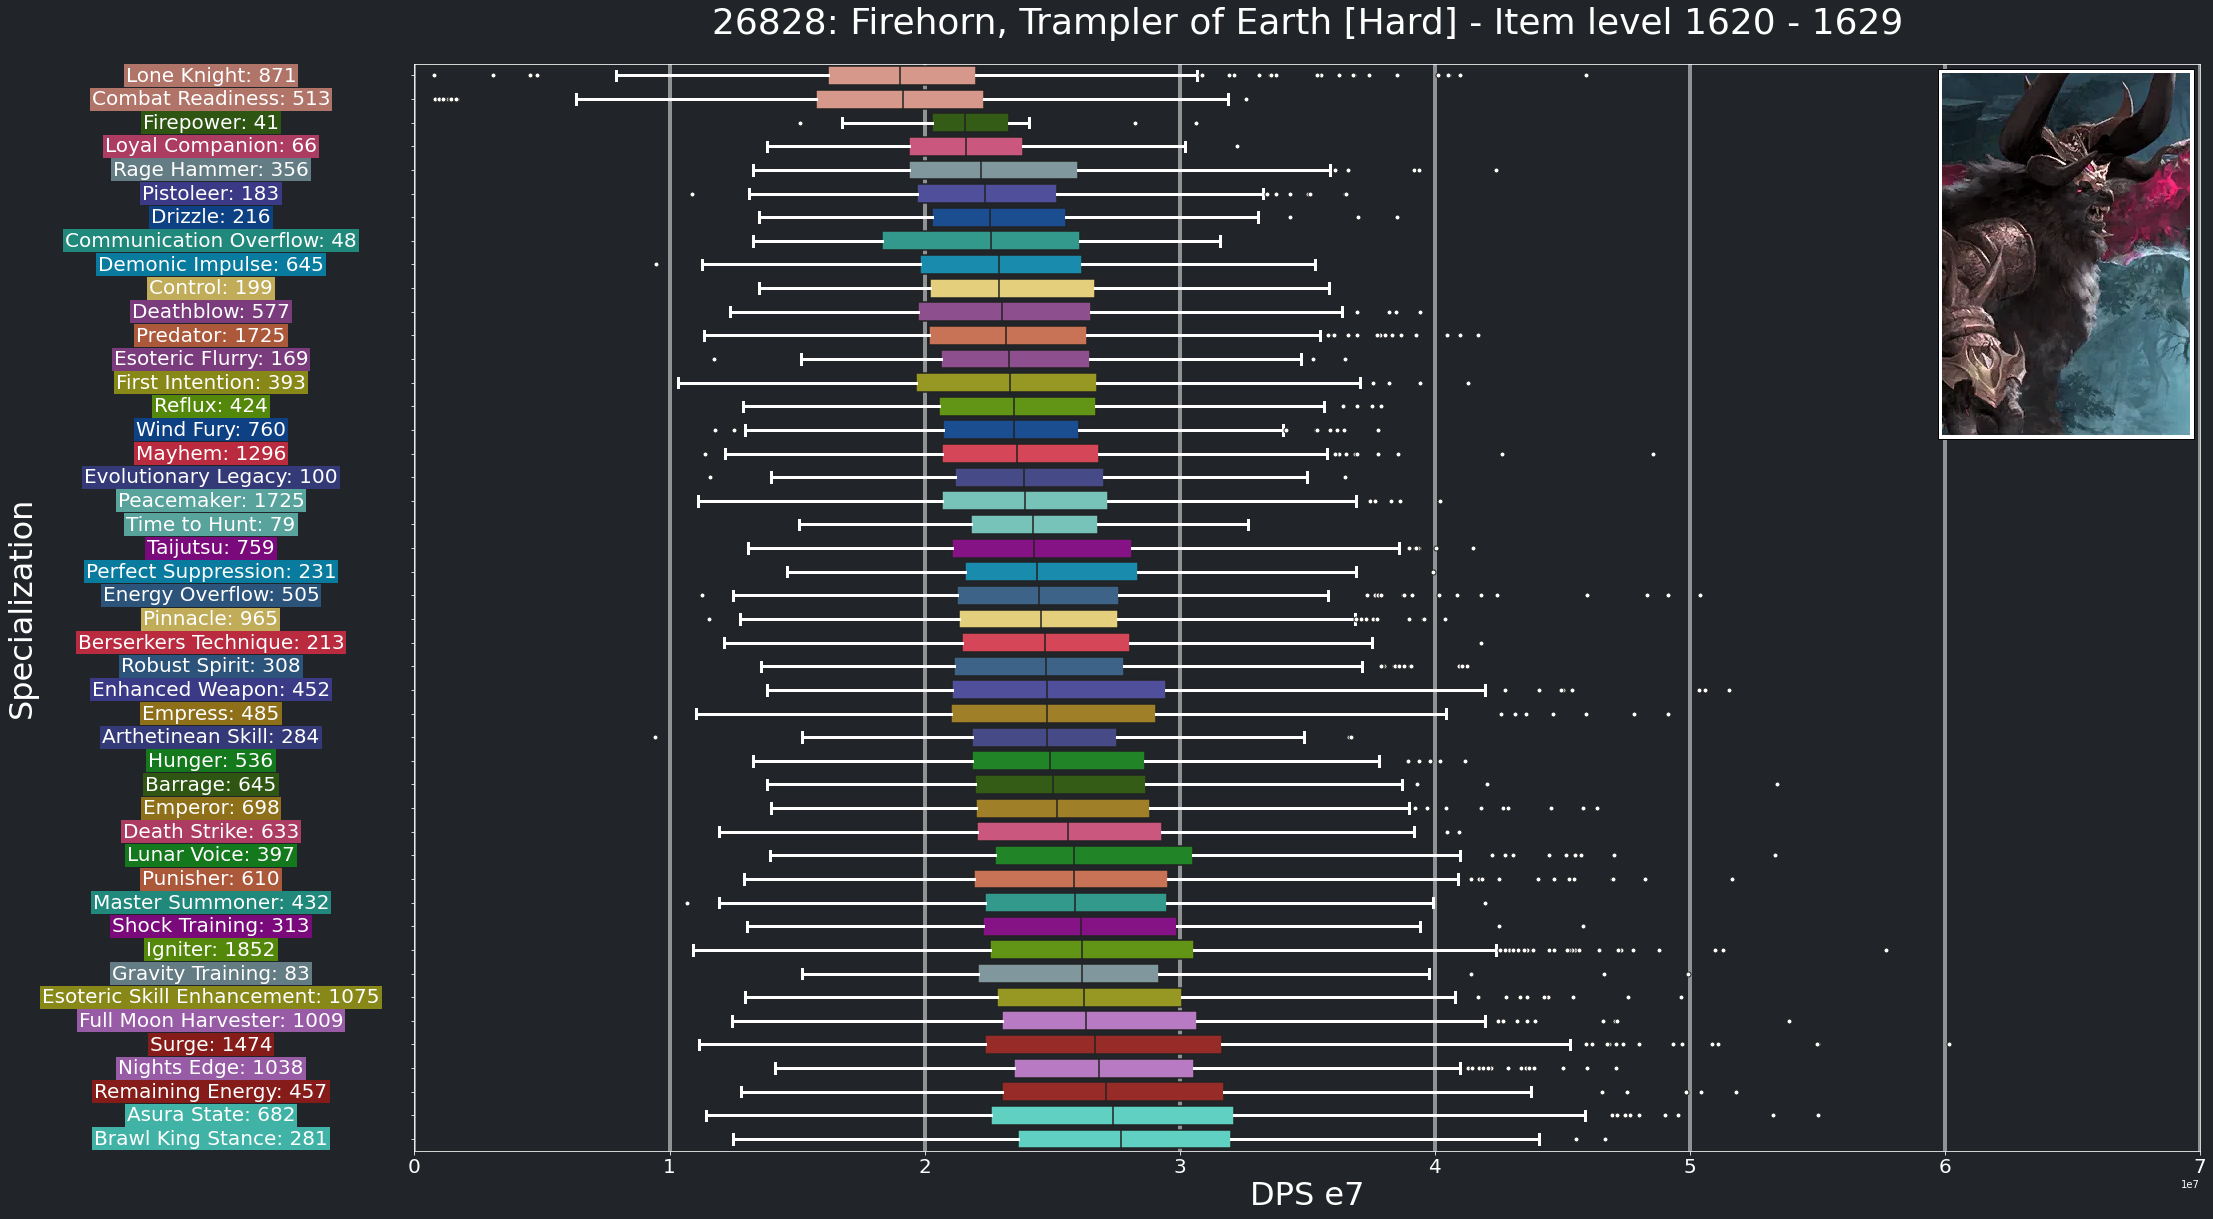 26828: Firehorn, Trampler of Earth [Hard] - Item level 1620 - 1629
Specialization
Lone Knight: 871
Combat Readiness: 513
Firepower: 41
Loyal Companion: 66
Rage Hammer: 356
Pistoleer: 183
Drizzle: 216
Communication Overflow: 48
Demonic Impulse: 645
Control: 199
Deathblow: 577
Predator: 1725
Esoteric Flurry: 169
First Intention: 393
Reflux: 424
Wind Fury: 760
Mayhem: 1296
Evolutionary Legacy: 100
Peacemaker: 1725
Time to Hunt: 79
Taijutsu: 759
Perfect Suppression: 231
Energy Overflow: 505
Pinnacle: 965
Berserkers Technique: 213
Robust Spirit: 308
Enhanced Weapon: 452
Empress: 485
Arthetinean Skill: 284
Hunger: 536
Barrage: 645
Emperor: 698
Death Strike: 633
Lunar Voice: 397
Punisher: 610
Master Summoner: 432
Shock Training: 313
Igniter: 1852
Gravity Training: 83
Esoteric Skill Enhancement: 1075
Full Moon Harvester: 1009
Surge: 1474
Nights Edge: 1038
Remaining Energy: 457
Asura State: 682
Brawl King Stance: 281
0 1 2 3 4 5 6 7
1e7
DPS e7